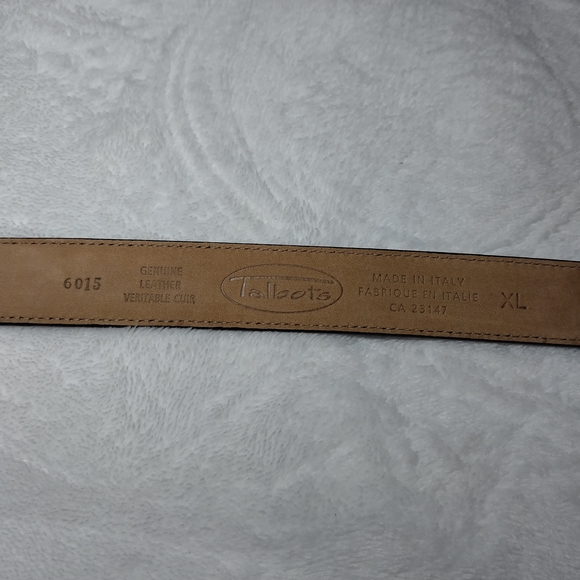 6015
GENUINE
LEATHER
VERITABLE CUIR
Talbots
MADE IN ITALY
FABRIQUE EN ITALIE
CA 23147
XL